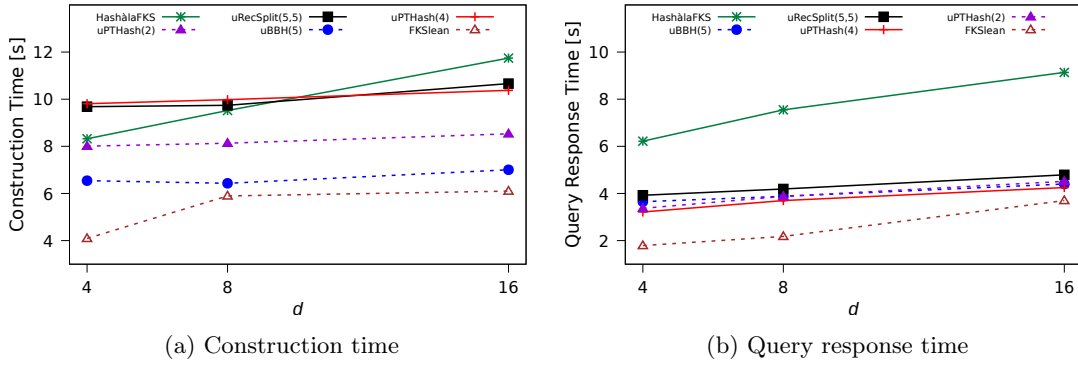 HashàlaFKS
uPTHash(2)
uRecSplit(5,5)
uBBH(5)
uPTHash(4)
FKSlean
Construction Time [s]
12
10
8
6
4
4
8
16
d
(a) Construction time
HashàlaFKS
uBBH(5)
uRecSplit(5,5)
uPTHash(4)
uPTHash(2)
FKSlean
Query Response Time [s]
10
8
6
4
2
4
8
16
d
(b) Query response time